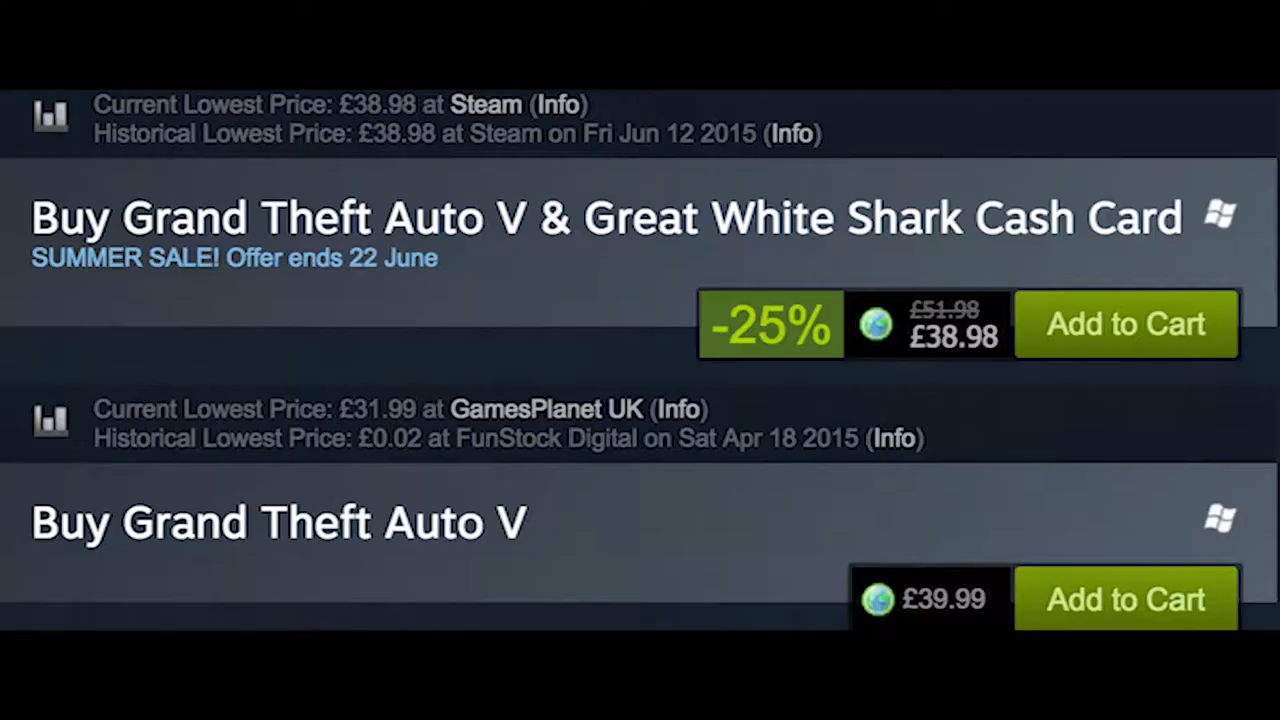 Current Lowest Price: £38.98 at Steam (Info)
Historical Lowest Price: £38.98 at Steam on Fri Jun 12 2015 (Info)
Buy Grand Theft Auto V & Great White Shark Cash Card
SUMMER SALE! Offer ends 22 June
-25%
£51.98
£38.98
Add to Cart
Current Lowest Price: £31.99 at GamesPlanet UK (Info)
Historical Lowest Price: £0.02 at FunStock Digital on Sat Apr 18 2015 (Info)
Buy Grand Theft Auto V
£39.99
Add to Cart